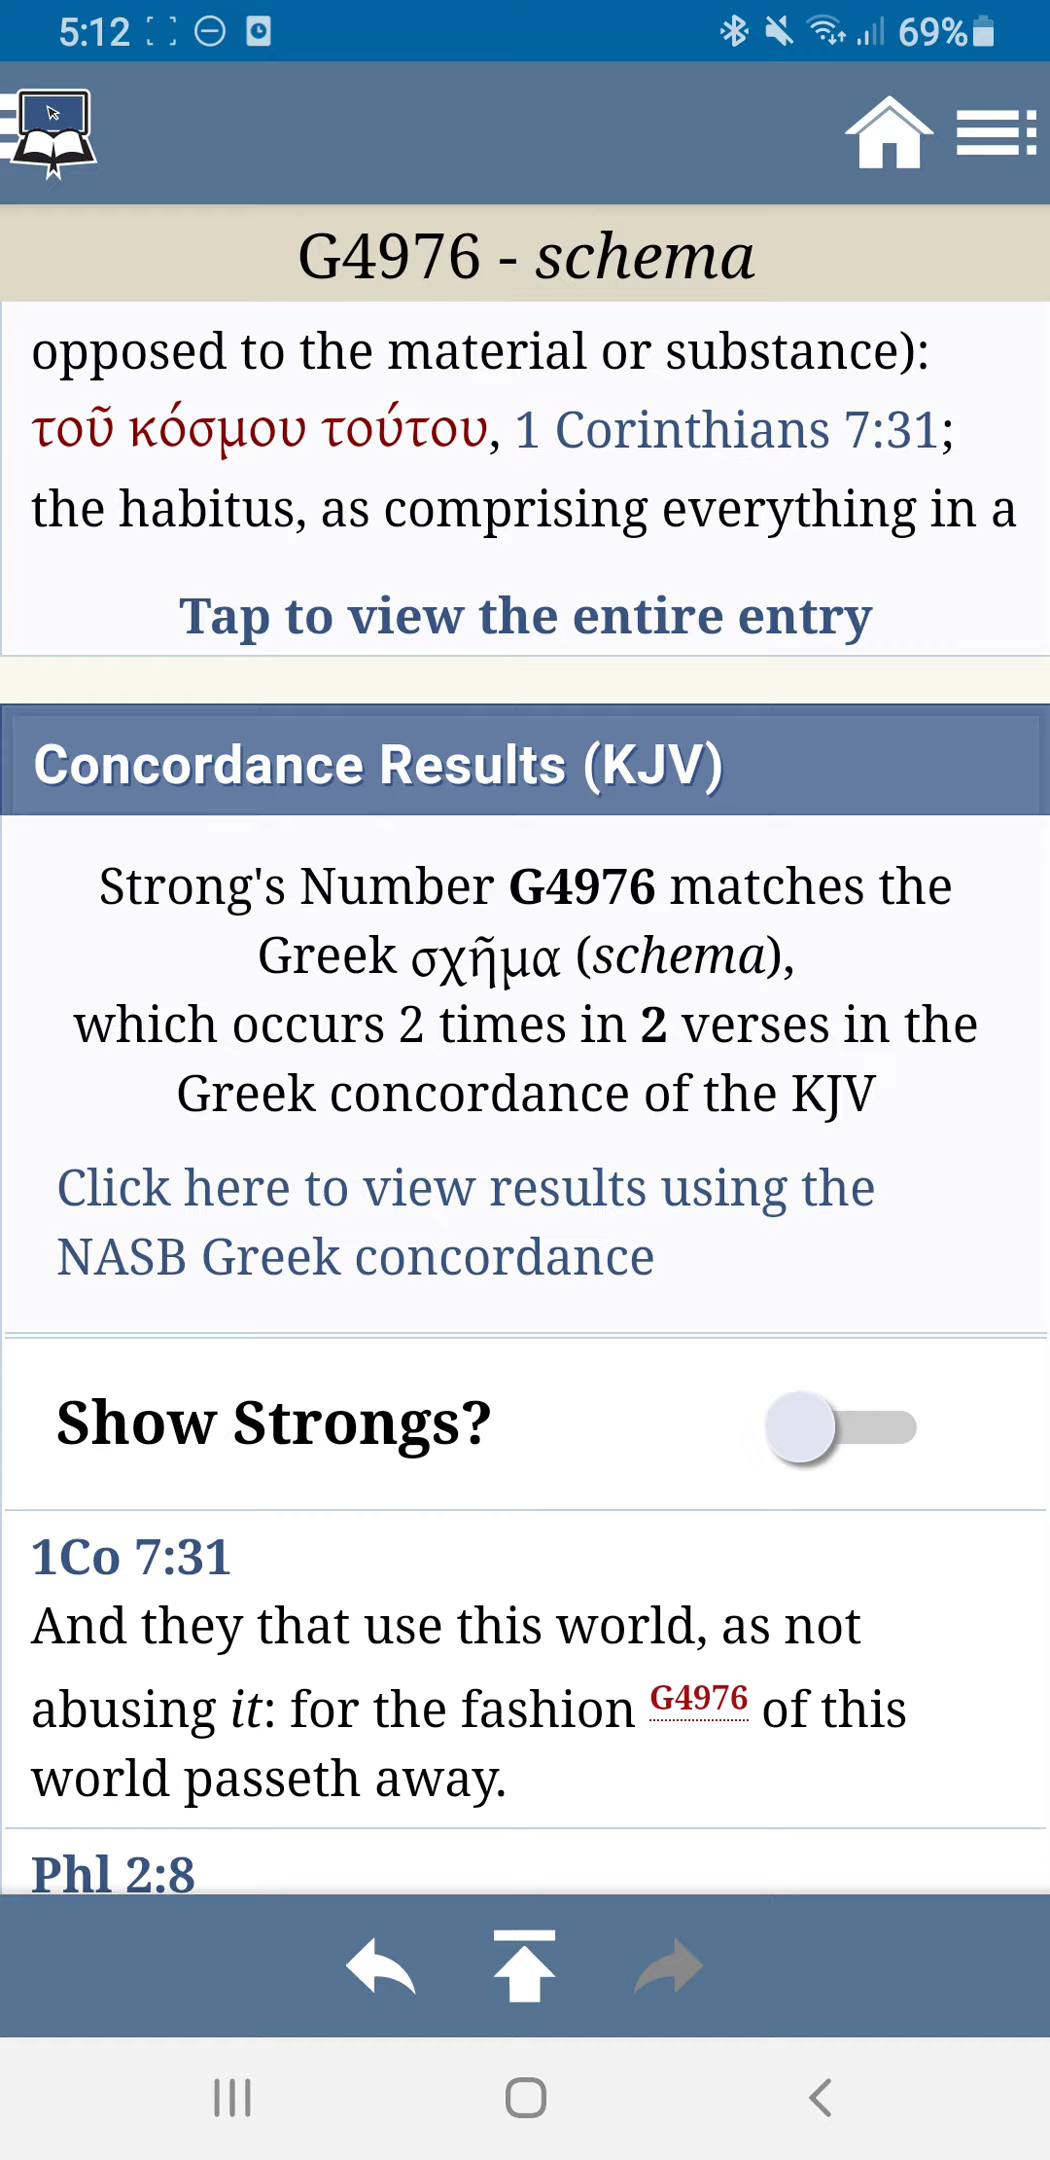 5:12
69%
G4976 - schema
opposed to the material or substance):
τοῦ κόσμου τούτου, 1 Corinthians 7:31;
the habitus, as comprising everything in a
Tap to view the entire entry
Concordance Results (KJV)
Strong's Number G4976 matches the
Greek σχῆμα (schema),
which occurs 2 times in 2 verses in the
Greek concordance of the KJV
Click here to view results using the
NASB Greek concordance
Show Strongs?
1Co 7:31
And they that use this world, as not
abusing it: for the fashion G4976 of this
world passeth away.
Phl 2:8